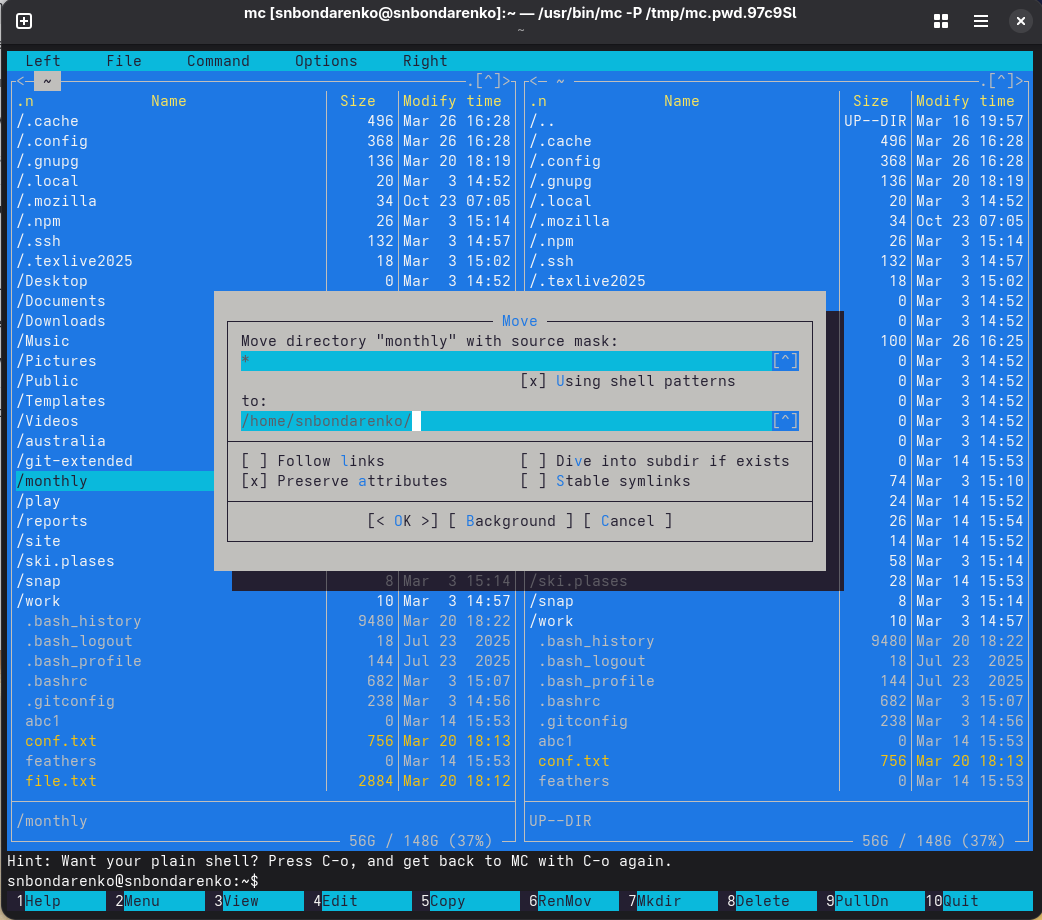 mc [snbondarenko@snbondarenko]:~ — /usr/bin/mc -P /tmp/mc.pwd.97c9Sl
~
Left File Command Options Right
<— ~ .[^]> <— ~ .[^]>
.n Name Size Modify time .n Name Size Modify time
/.cache 496 Mar 26 16:28 /.. UP--DIR Mar 16 19:57
/.config 368 Mar 26 16:28 /.cache 496 Mar 26 16:28
/.gnupg 136 Mar 20 18:19 /.config 368 Mar 26 16:28
/.local 20 Mar 3 14:52 /.gnupg 136 Mar 20 18:19
/.mozilla 34 Oct 23 07:05 /.local 20 Mar 3 14:52
/.npm 26 Mar 3 15:14 /.mozilla 34 Oct 23 07:05
/.ssh 132 Mar 3 14:57 /.npm 26 Mar 3 15:14
/.texlive2025 18 Mar 3 15:02 /.ssh 132 Mar 3 14:57
/Desktop 0 Mar 3 14:52 /.texlive2025 18 Mar 3 15:02
/Documents 0 Mar 3 14:52
/Downloads Move 0 Mar 3 14:52
/Music Move directory "monthly" with source mask: 100 Mar 26 16:25
/Pictures * [^] 0 Mar 3 14:52
/Public [x] Using shell patterns 0 Mar 3 14:52
/Templates to: 0 Mar 3 14:52
/Videos /home/snbondarenko/ [^] 0 Mar 3 14:52
/australia 0 Mar 3 14:52
/git-extended [ ] Follow links [ ] Dive into subdir if exists 0 Mar 14 15:53
/monthly [x] Preserve attributes [ ] Stable symlinks 74 Mar 3 15:10
/play 24 Mar 14 15:52
/reports [< OK >] [ Background ] [ Cancel ] 26 Mar 14 15:54
/site 14 Mar 14 15:52
/ski.plases 58 Mar 3 15:14
/snap 8 Mar 3 15:14 /ski.plases 28 Mar 14 15:53
/work 10 Mar 3 14:57 /snap 8 Mar 3 15:14
.bash_history 9480 Mar 20 18:22 /work 10 Mar 3 14:57
.bash_logout 18 Jul 23 2025 .bash_history 9480 Mar 20 18:22
.bash_profile 144 Jul 23 2025 .bash_logout 18 Jul 23 2025
.bashrc 682 Mar 3 15:07 .bash_profile 144 Jul 23 2025
.gitconfig 238 Mar 3 14:56 .bashrc 682 Mar 3 15:07
abc1 0 Mar 14 15:53 .gitconfig 238 Mar 3 14:56
conf.txt 756 Mar 20 18:13 abc1 0 Mar 14 15:53
feathers 0 Mar 14 15:53 conf.txt 756 Mar 20 18:13
file.txt 2884 Mar 20 18:12 feathers 0 Mar 14 15:53
/monthly UP--DIR
56G / 148G (37%) 56G / 148G (37%)
Hint: Want your plain shell? Press C-o, and get back to MC with C-o again.
snbondarenko@snbondarenko:~$
1Help 2Menu 3View 4Edit 5Copy 6RenMov 7Mkdir 8Delete 9PullDn 10Quit